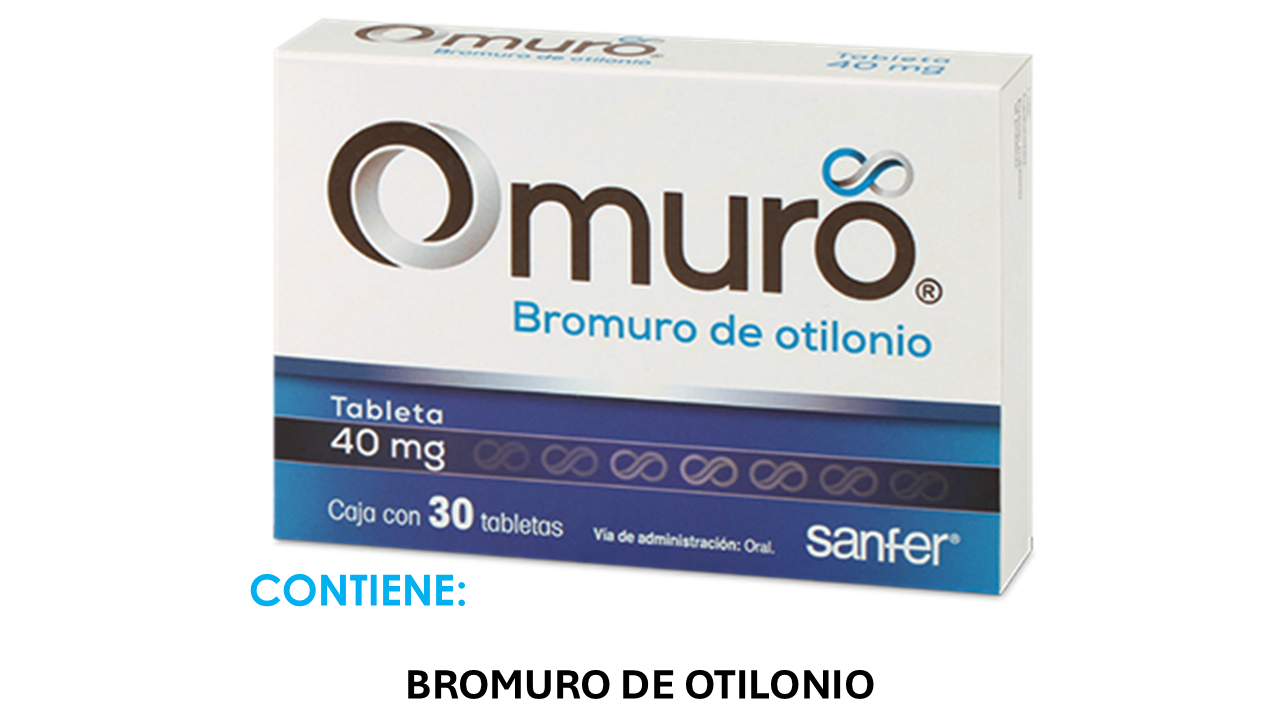 Omuro®
Bromuro de otilonio
Tableta
40 mg
Omuro®
Bromuro de otilonio
Tableta
40 mg
Caja con 30 tabletas
Vía de administración: Oral.
sanfer®
CONTIENE:
BROMURO DE OTILONIO